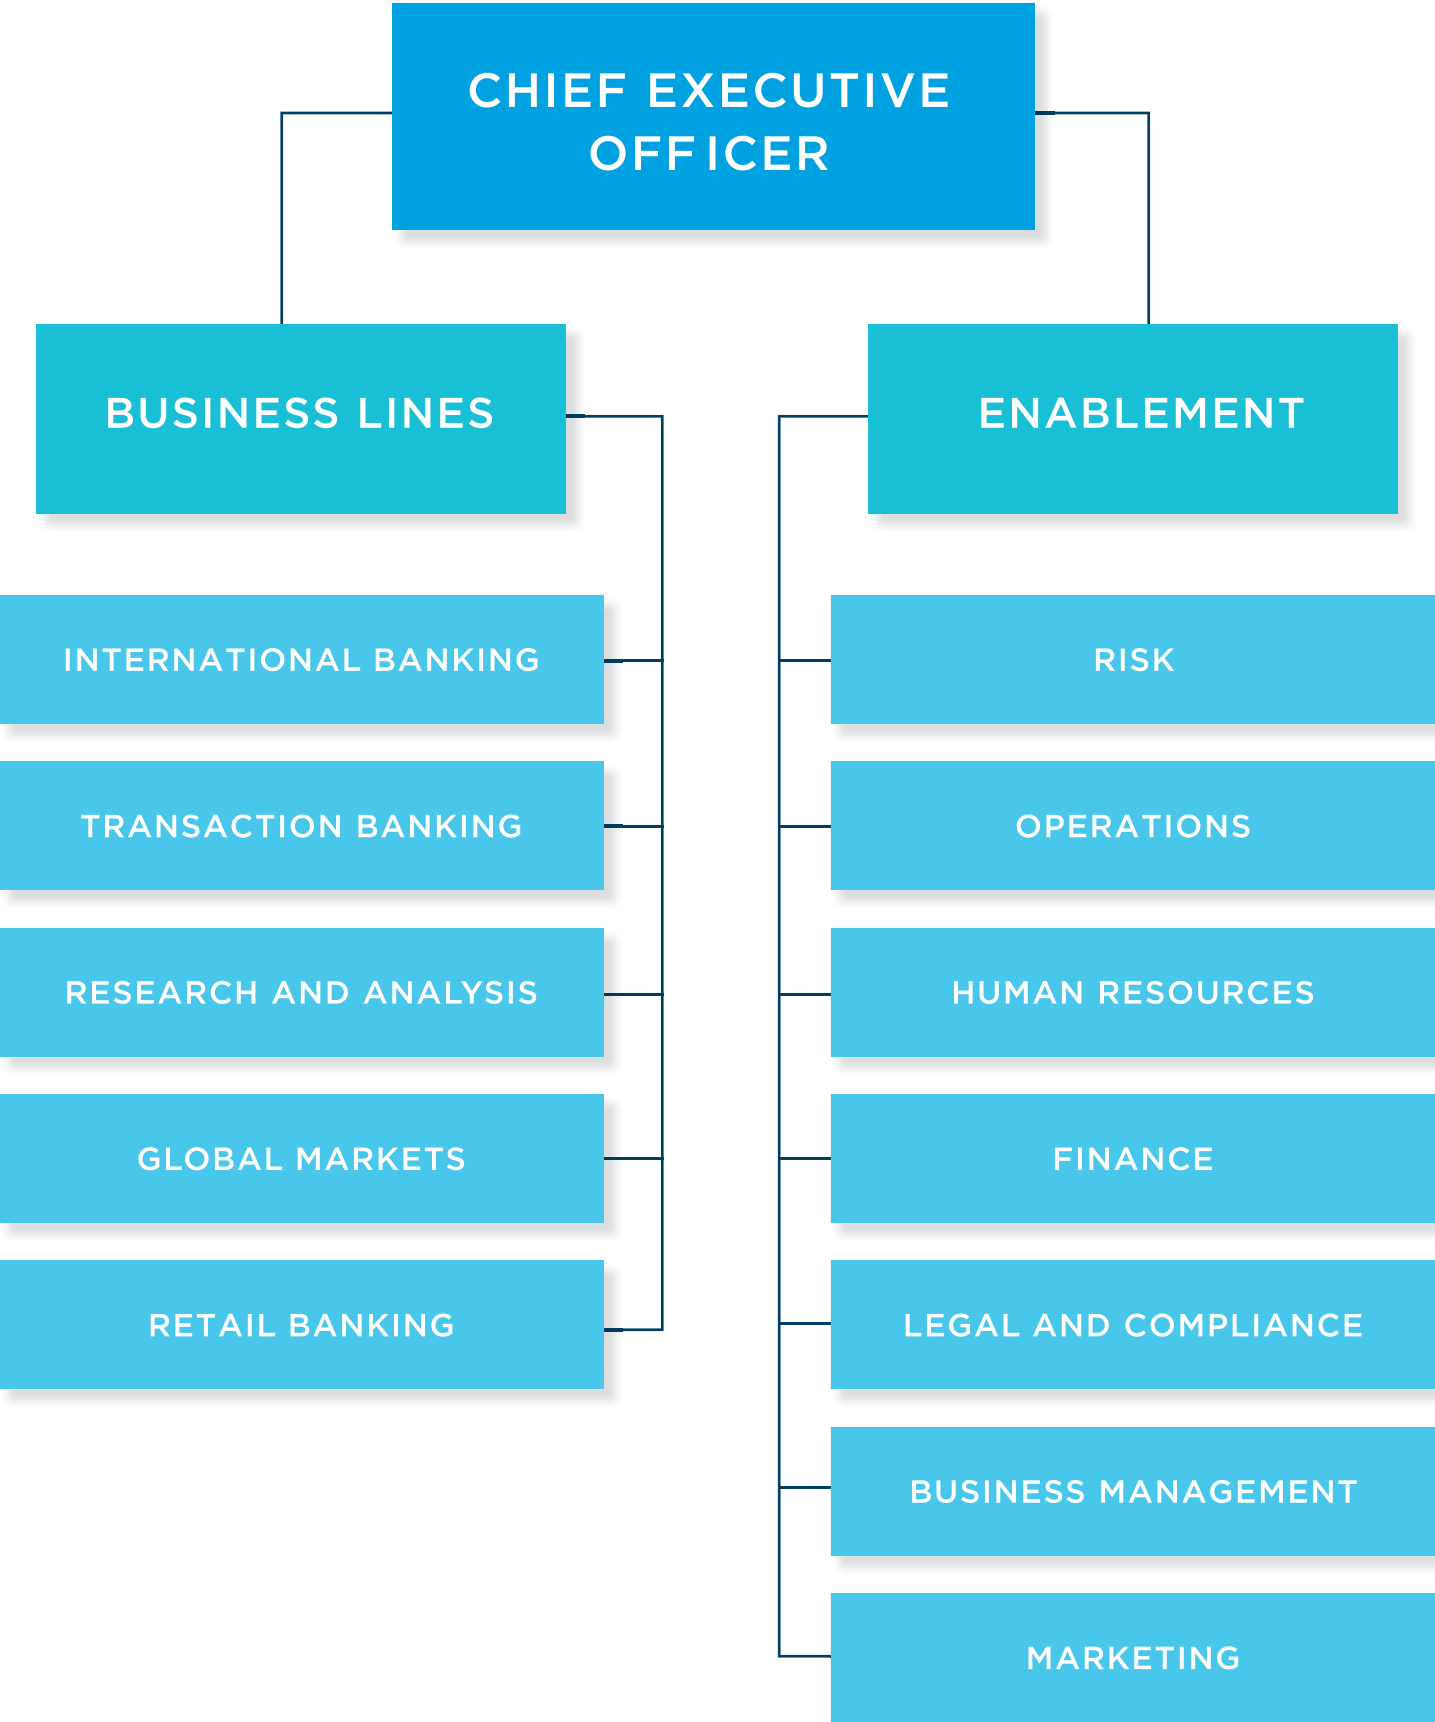 CHIEF EXECUTIVE
OFFICER
BUSINESS LINES
INTERNATIONAL BANKING
TRANSACTION BANKING
RESEARCH AND ANALYSIS
GLOBAL MARKETS
RETAIL BANKING
ENABLEMENT
RISK
OPERATIONS
HUMAN RESOURCES
FINANCE
LEGAL AND COMPLIANCE
BUSINESS MANAGEMENT
MARKETING